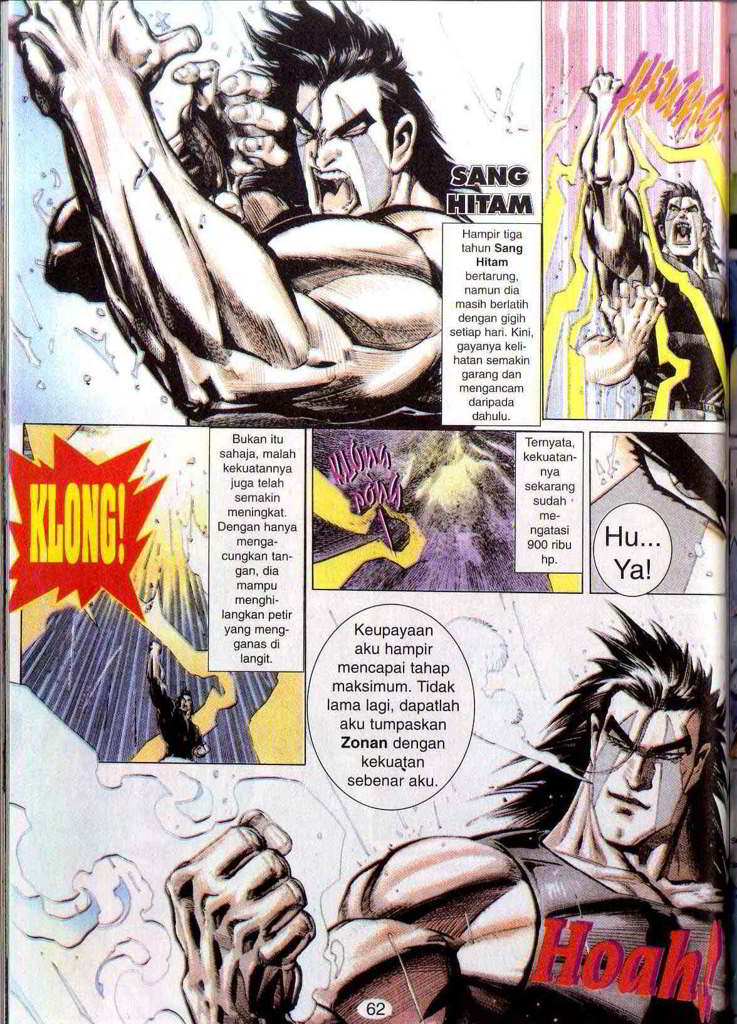 SANG
HITAM
Hampir tiga
tahun Sang
Hitam
bertarung,
namun dia
masih berlatih
dengan gigih
setiap hari. Kini,
gayanya keli-
hatan semakin
garang dan
mengancam
daripada
dahulu.
Hung
KLONG!
Bukan itu
sahaja, malah
kekuatannya
juga telah
semakin
meningkat.
Dengan hanya
menga-
cungkan tan-
gan, dia
mampu
menghi-
langkan petir
yang meng-
ganas di
langit.
KLONG
PONG
Ternyata,
kekuatan-
nya
sekarang
sudah
me-
ngatasi
900 ribu
hp.
Hu...
Ya!
Keupayaan
aku hampir
mencapai tahap
maksimum. Tidak
lama lagi, dapatlah
aku tumpaskan
Zonan dengan
kekuatan
sebenar aku.
Hoah!
62